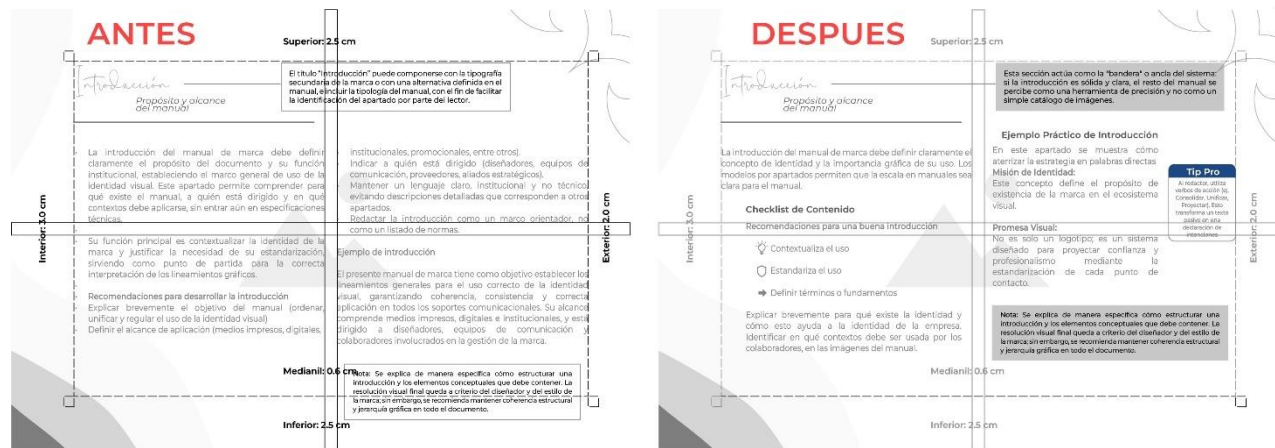 ANTES
Superior: 2.5 cm
Introducción
Propósito y alcance
del manual
El título "Introducción" puede componerse con la tipografía
secundaria de la marca o con una alternativa definida en el
manual, e incluir la tipología del manual, con el fin de facilitar
la identificación del apartado por parte del lector.
La introducción del manual de marca debe definir
claramente el propósito del documento y su función
institucional, estableciendo el marco general de uso de la
identidad visual. Este apartado permite comprender para
qué existe el manual, a quién está dirigido y en qué
contextos debe aplicarse, sin entrar aún en especificaciones
técnicas.
Su función principal es contextualizar la identidad de la
marca y justificar la necesidad de su estandarización,
sirviendo como punto de partida para la correcta
interpretación de los lineamientos gráficos.
Recomendaciones para desarrollar la introducción
Explicar brevemente el objetivo del manual (ordenar,
unificar y regular el uso de la identidad visual)
Definir el alcance de aplicación (medios impresos, digitales,
institucionales, promocionales, entre otros).
Indicar a quién está dirigido (diseñadores, equipos de
comunicación, proveedores, aliados estratégicos).
Mantener un lenguaje claro, institucional y no técnico,
evitando descripciones detalladas que corresponden a otros
apartados.
Redactar la introducción como un marco orientador, no
como un listado de normas.
Ejemplo de introducción
El presente manual de marca tiene como objetivo establecer los
lineamientos generales para el uso correcto de la identidad
visual, garantizando coherencia, consistencia y correcta
aplicación en todos los soportes comunicacionales. Su alcance
comprende medios impresos, digitales e institucionales, y está
dirigido a diseñadores, equipos de comunicación y
colaboradores involucrados en la gestión de la marca.
Interior: 3.0 cm
Exterior: 2.0 cm
Medianil: 0.6 cm
Nota: Se explica de manera específica cómo estructurar una
introducción y los elementos conceptuales que debe contener. La
resolución visual final queda a criterio del diseñador y del estilo de
la marca; sin embargo, se recomienda mantener coherencia estructural
y jerarquía gráfica en todo el documento.
Inferior: 2.5 cm
DESPUES
Superior: 2.5 cm
Introducción
Propósito y alcance
del manual
Esta sección actúa como la "bandera" o ancla del sistema:
si la introducción es sólida y clara, el resto del manual se
percibe como una herramienta de precisión y no como un
simple catálogo de imágenes.
La introducción del manual de marca debe definir claramente el
concepto de identidad y la importancia gráfica de su uso. Los
modelos por apartados permiten que la escala en manuales sea
clara para el manual.
Checklist de Contenido
Recomendaciones para una buena introducción
Contextualiza el uso
Estandariza el uso
Definir términos o fundamentos
Explicar brevemente para qué existe la identidad y
cómo esto ayuda a la identidad de la empresa.
Identificar en qué contextos debe ser usada por los
colaboradores, en las imágenes del manual.
Ejemplo Práctico de Introducción
En este apartado se muestra cómo
aterrizar la estrategia en palabras directas
Misión de Identidad:
Este concepto define el propósito de
existencia de la marca en el ecosistema
visual.
Promesa Visual:
No es solo un logotipo; es un sistema
diseñado para proyectar confianza y
profesionalismo mediante la
estandarización de cada punto de
contacto.
Tip Pro
Al redactar, utiliza
verbos de acción (ej.
Consolidar, Unificar,
Proyectar). Esto
transforma un texto
pasivo en una
declaración de
intenciones
Interior: 3.0 cm
Exterior: 2.0 cm
Nota: Se explica de manera específica cómo estructurar una
introducción y los elementos conceptuales que debe contener. La
resolución visual final queda a criterio del diseñador y del estilo de
la marca; sin embargo, se recomienda mantener coherencia estructural
y jerarquía gráfica en todo el documento.
Medianil: 0.6 cm
Inferior: 2.5 cm